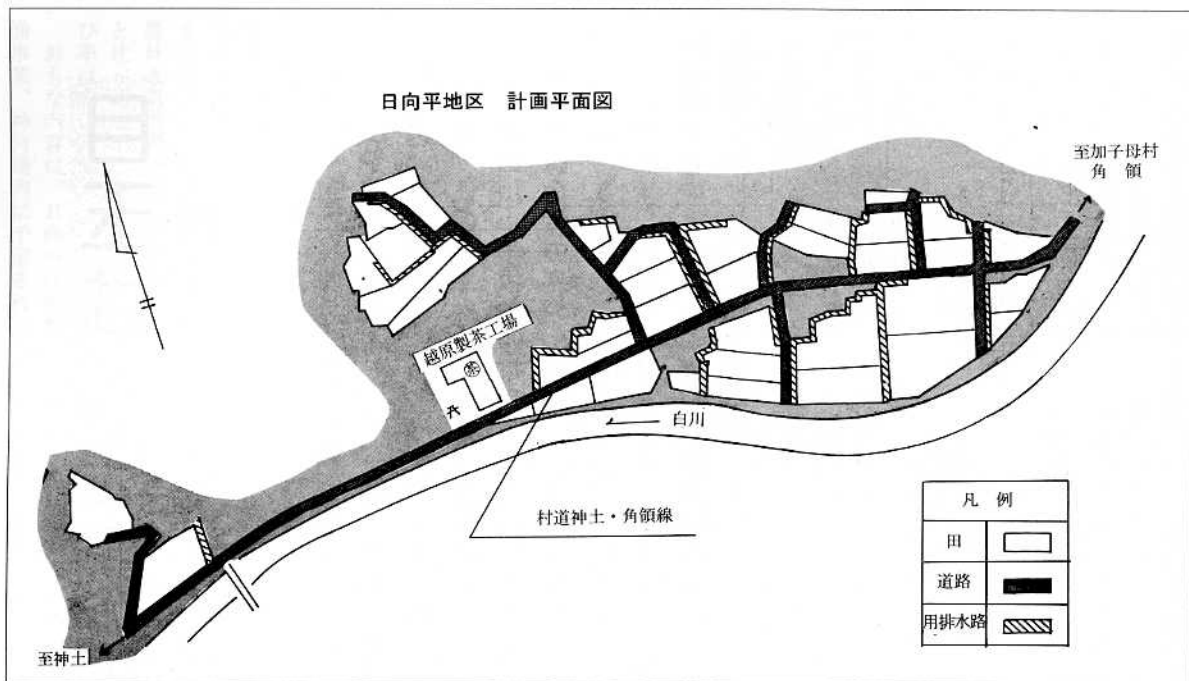 日向平地区 計画平面図
至加子母村
角領
越原製茶工場
茶
白川
村道神土・角領線
至神土
凡 例
田
道路
用排水路